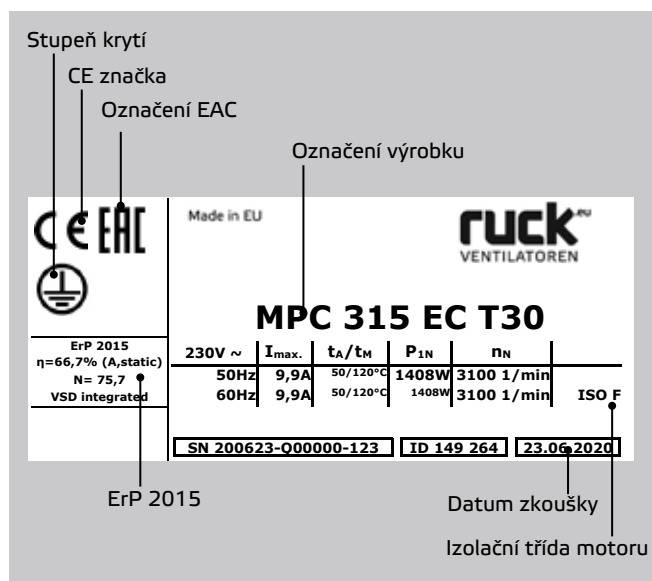 Stupeň krytí
CE značka
Označení EAC
Označení výrobku
CE EAC
Made in EU
ruck.eu
VENTILATOREN
MPC 315 EC T30
ErP 2015
η=66,7% (A,static)
N= 75,7
VSD integrated
230V ~ Imax. tA/tM P1N nN
50Hz 9,9A 50/120°C 1408W 3100 1/min
60Hz 9,9A 50/120°C 1408W 3100 1/min ISO F
SN 200623-Q00000-123 ID 149 264 23.06.2020
ErP 2015
Datum zkoušky
Izolační třída motoru